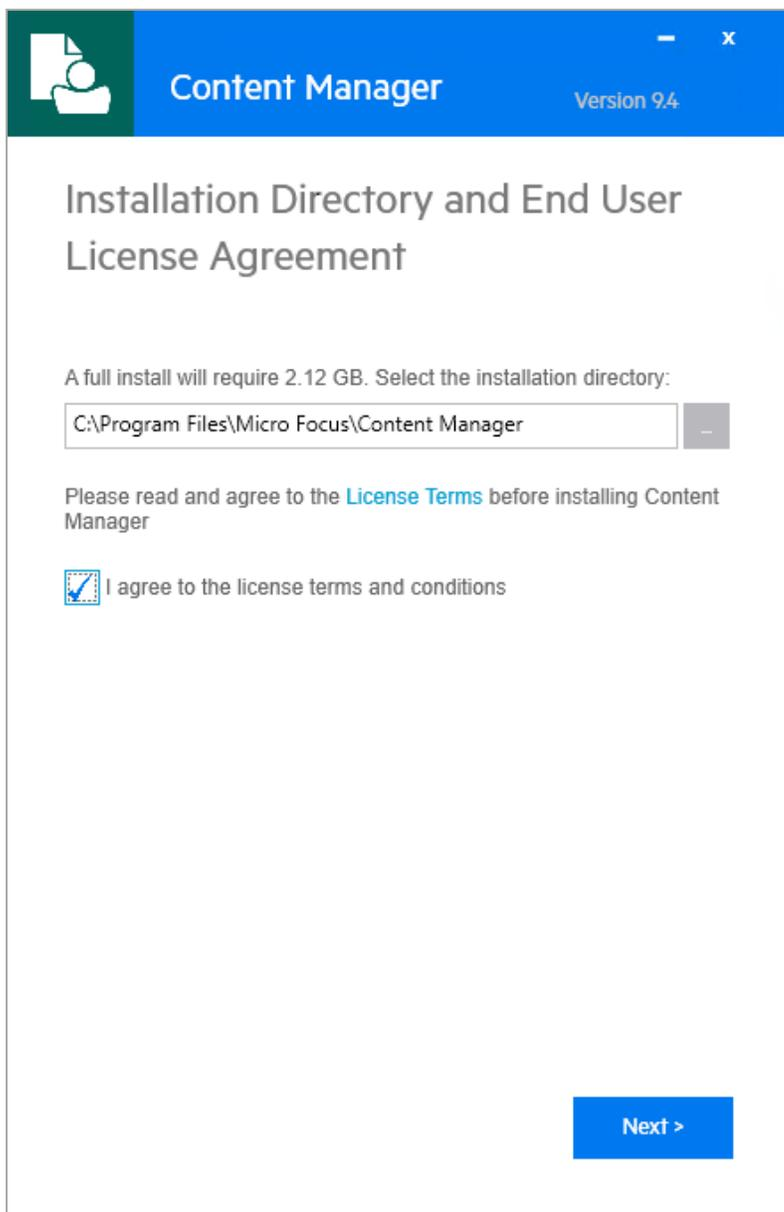 Content Manager
Version 9.4
Installation Directory and End User
License Agreement
A full install will require 2.12 GB. Select the installation directory:
C:\Program Files\Micro Focus\Content Manager
Please read and agree to the License Terms before installing Content
Manager
I agree to the license terms and conditions
Next >